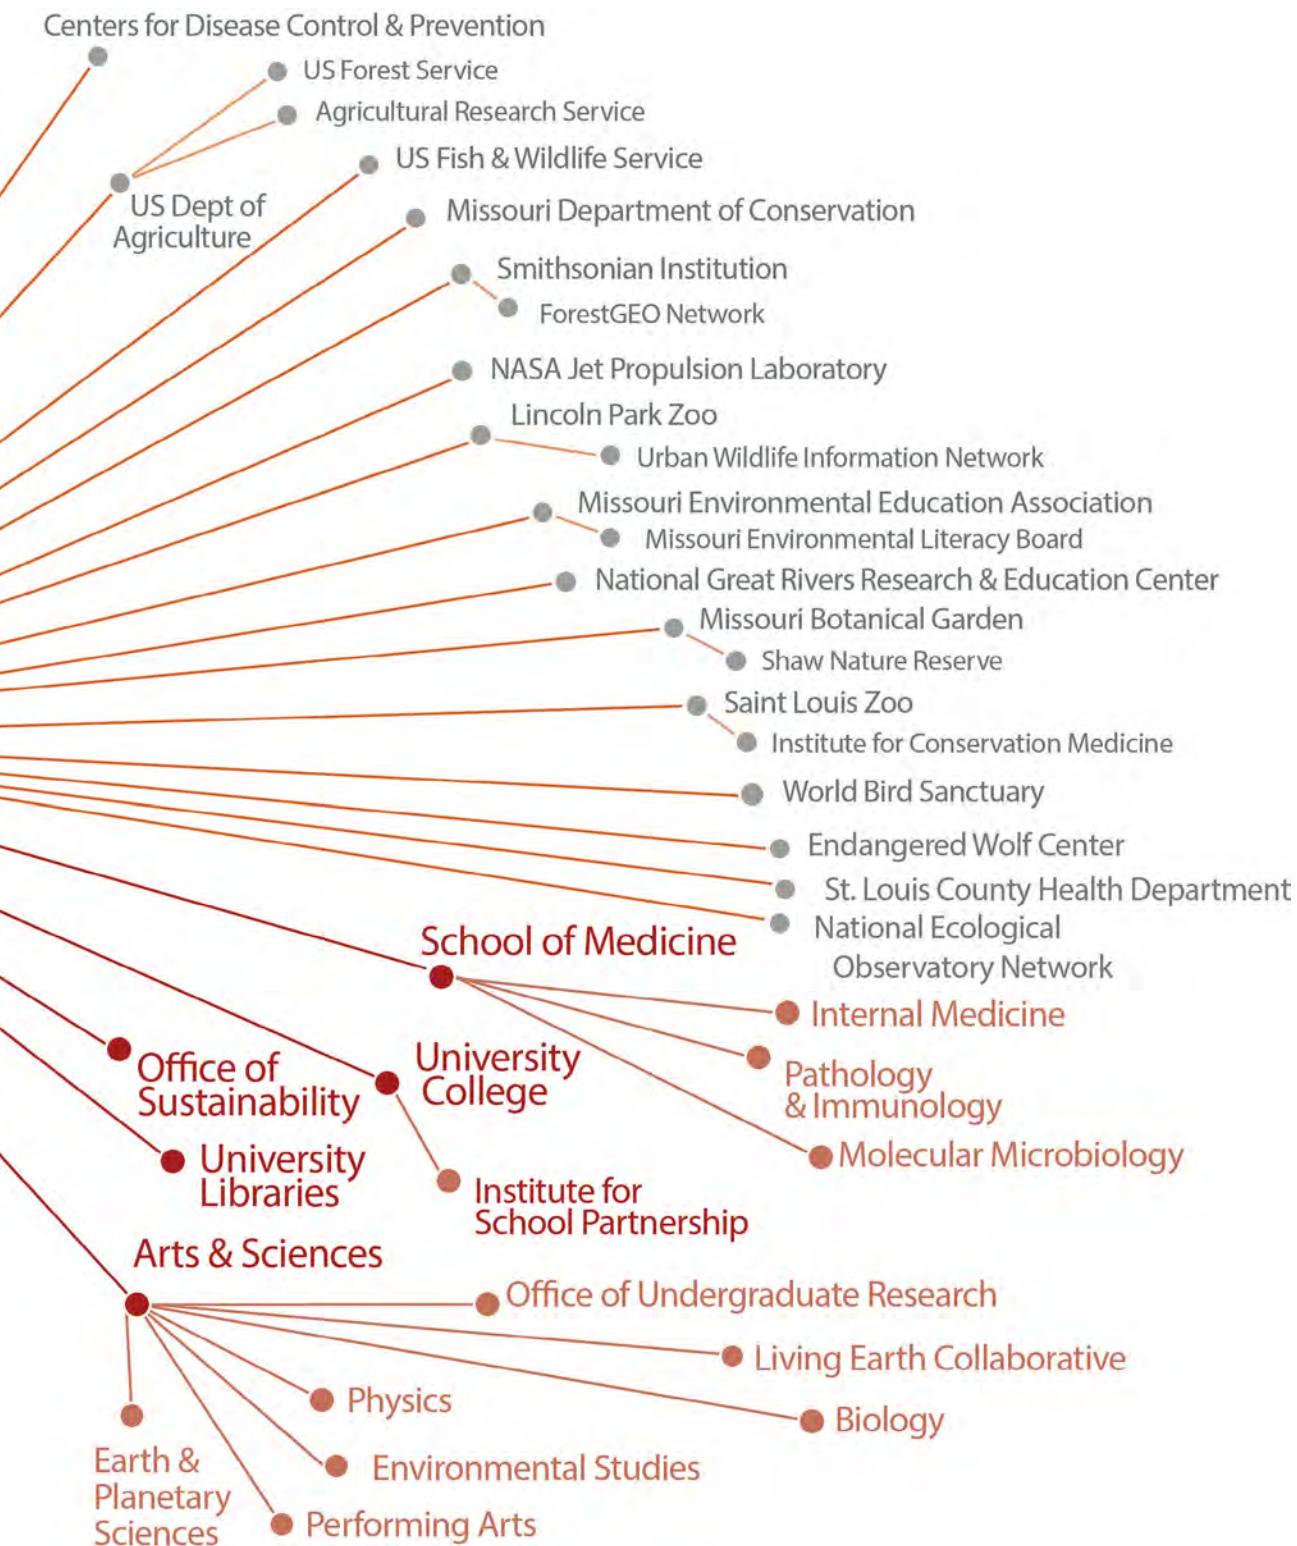 Centers for Disease Control & Prevention
US Forest Service
Agricultural Research Service
US Fish & Wildlife Service
US Dept of
Agriculture
Missouri Department of Conservation
Smithsonian Institution
ForestGEO Network
NASA Jet Propulsion Laboratory
Lincoln Park Zoo
Urban Wildlife Information Network
Missouri Environmental Education Association
Missouri Environmental Literacy Board
National Great Rivers Research & Education Center
Missouri Botanical Garden
Shaw Nature Reserve
Saint Louis Zoo
Institute for Conservation Medicine
World Bird Sanctuary
Endangered Wolf Center
St. Louis County Health Department
National Ecological
Observatory Network
School of Medicine
Internal Medicine
Pathology
& Immunology
Molecular Microbiology
University
College
Office of
Sustainability
University
Libraries
Institute for
School Partnership
Arts & Sciences
Office of Undergraduate Research
Living Earth Collaborative
Biology
Physics
Environmental Studies
Performing Arts
Earth &
Planetary
Sciences